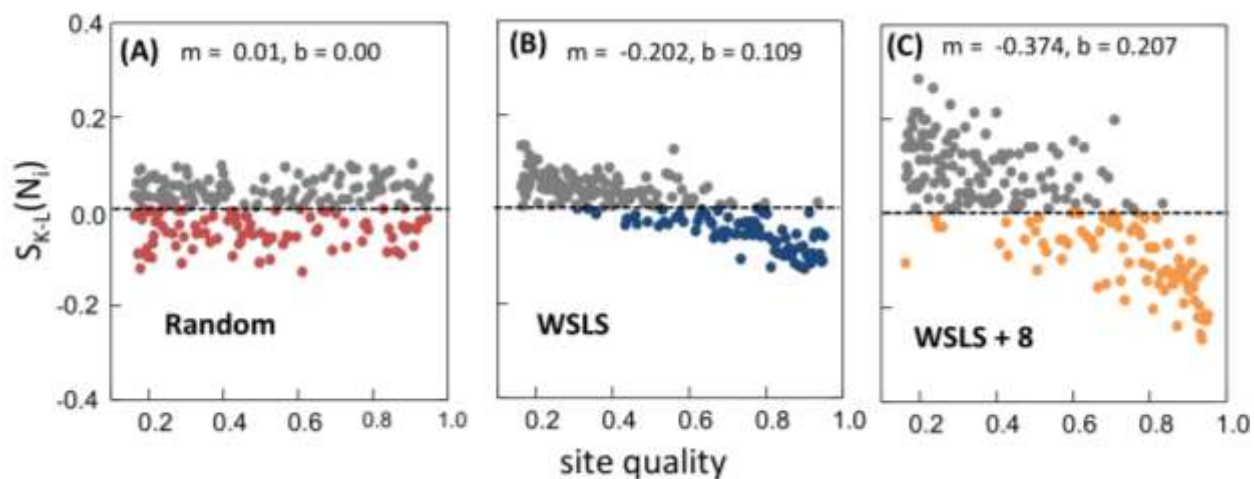 0.4
0.2
0.0
-0.2
-0.4
S_K-L(N_i)
(A) m = 0.01, b = 0.00
Random
0.2 0.4 0.6 0.8 1.0
(B) m = -0.202, b = 0.109
WSLS
0.2 0.4 0.6 0.8 1.0
(C) m = -0.374, b = 0.207
WSLS + 8
0.2 0.4 0.6 0.8 1.0
site quality